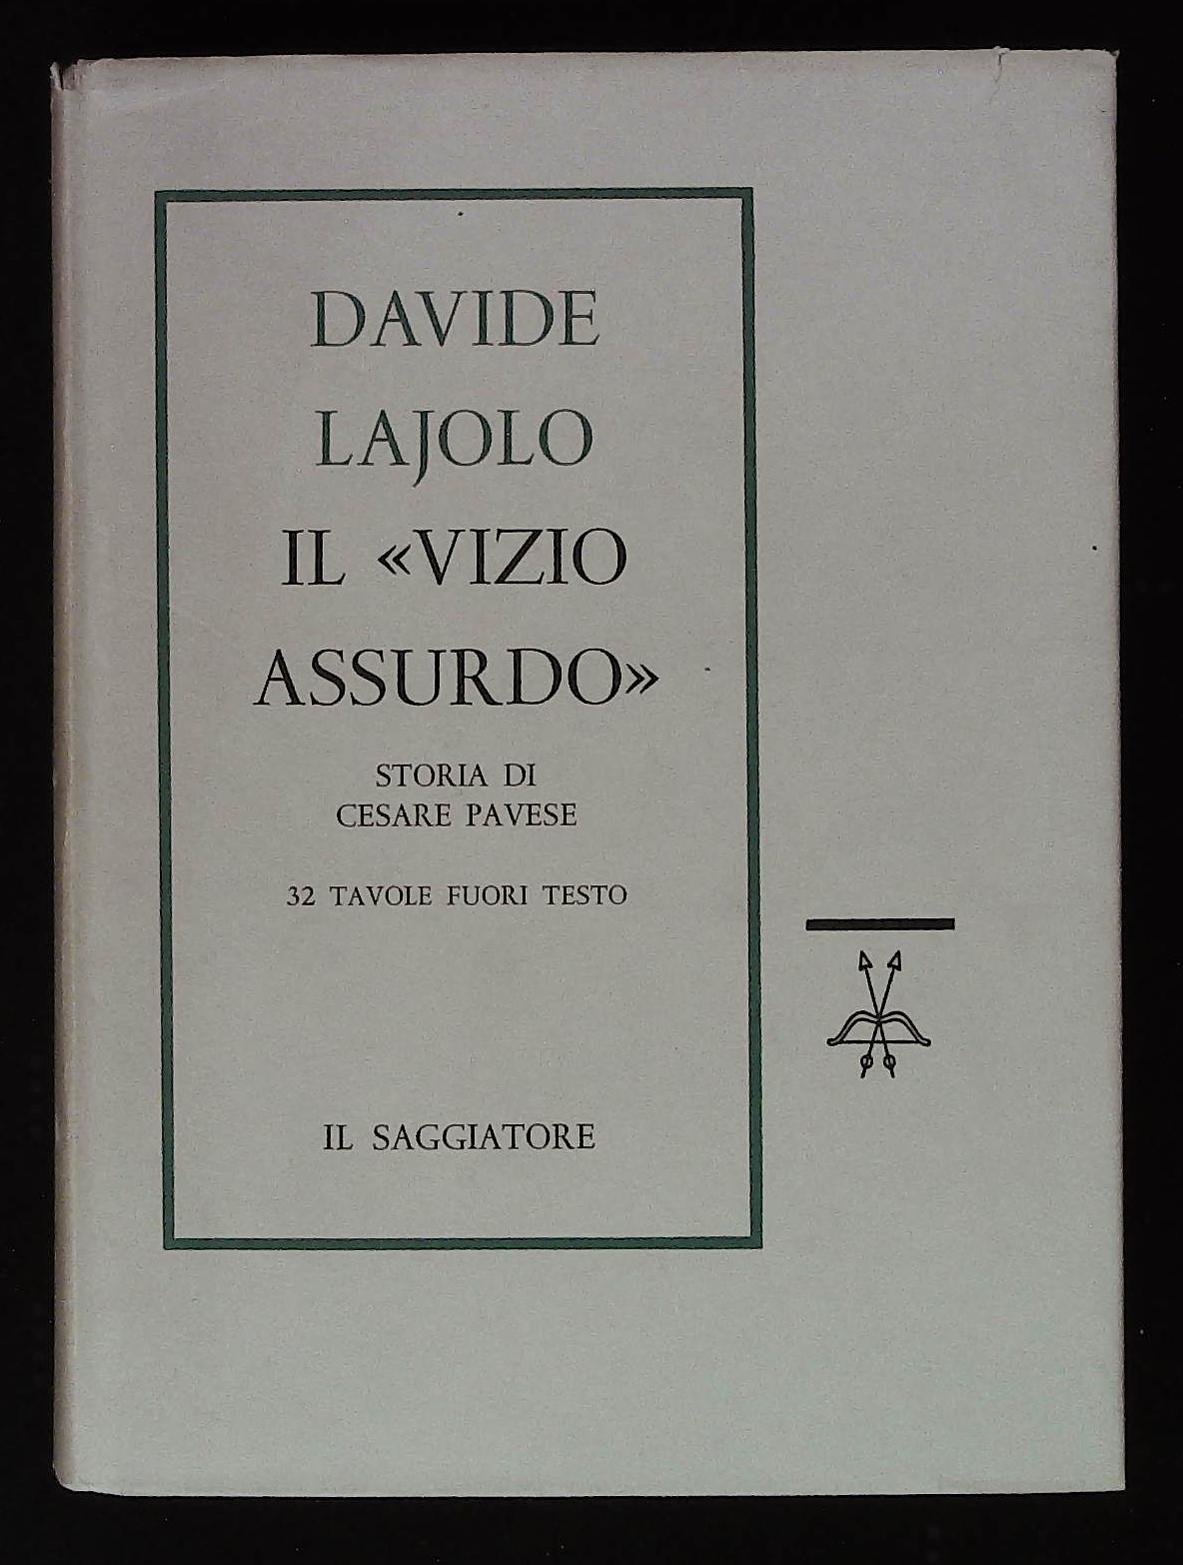 DAVIDE
LAJOLO
IL «VIZIO
ASSURDO»
STORIA DI
CESARE PAVESE
32 TAVOLE FUORI TESTO
IL SAGGIATORE